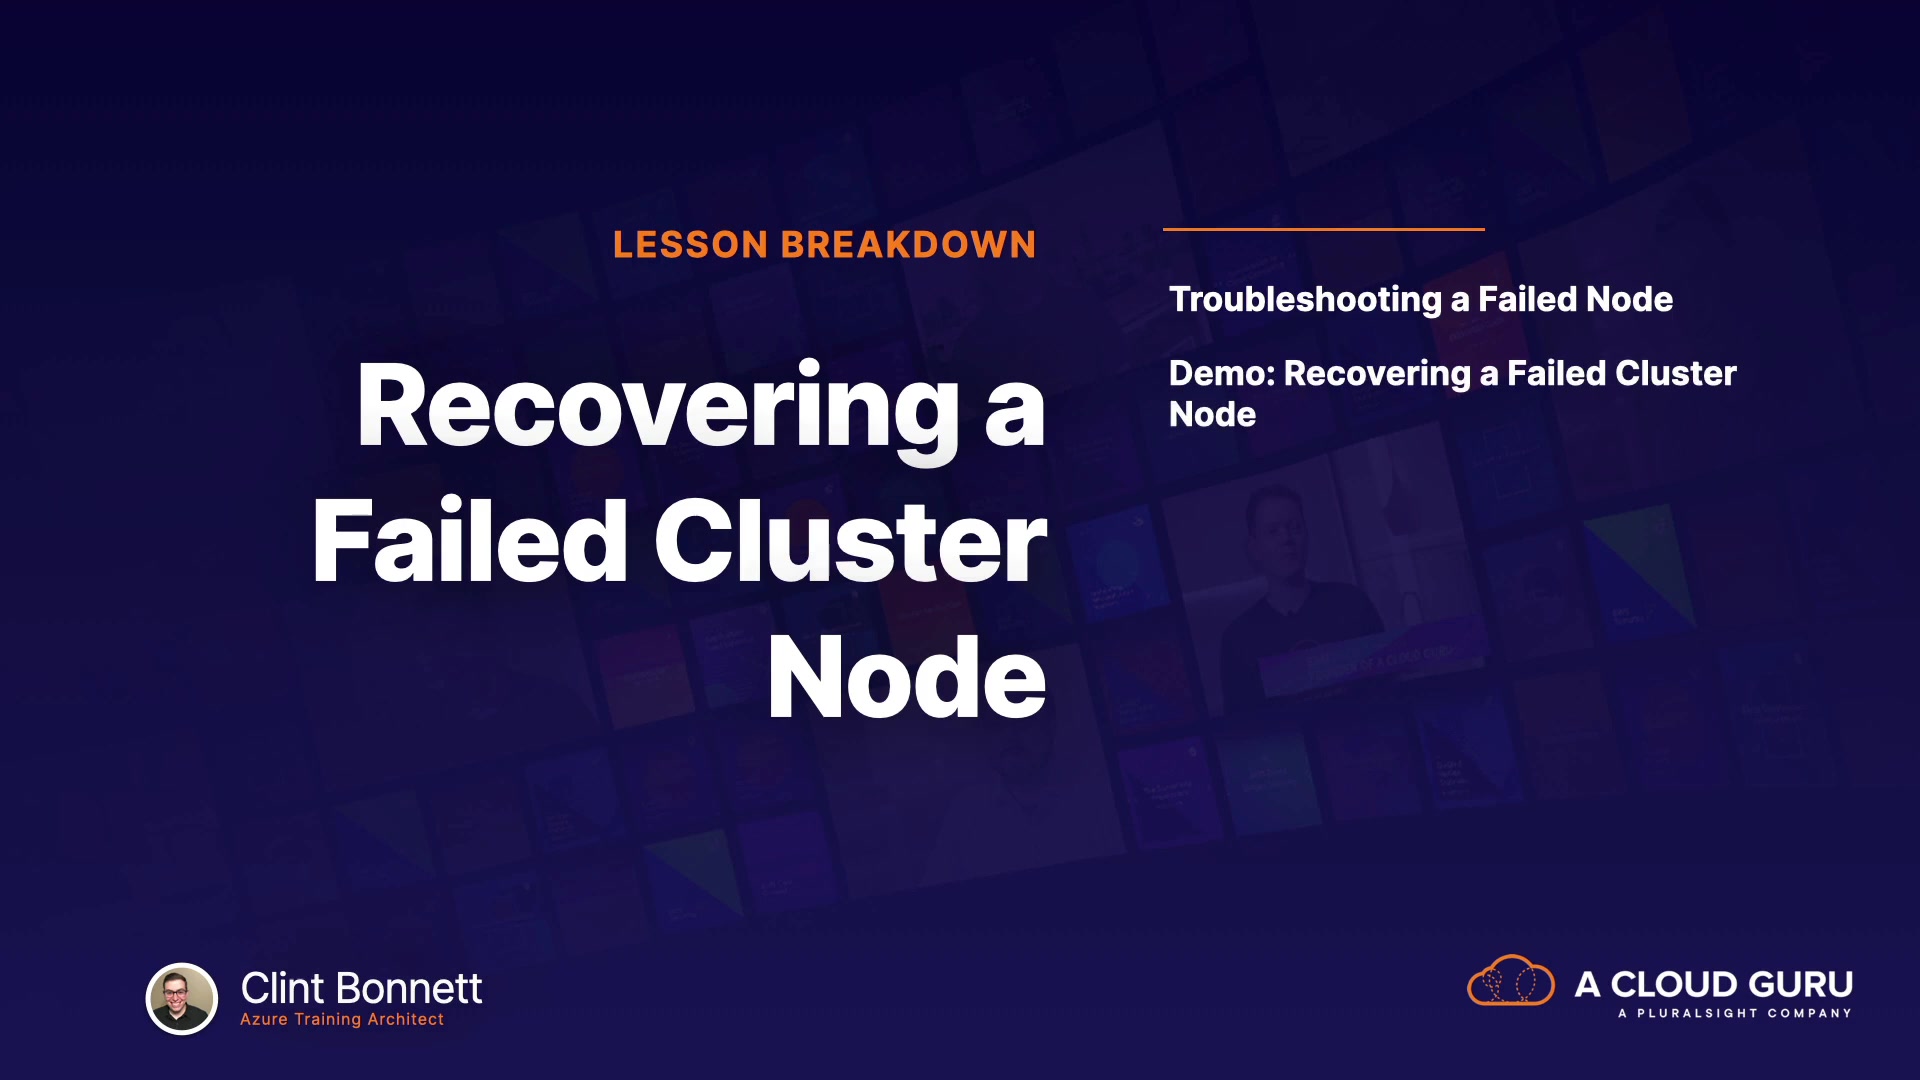 LESSON BREAKDOWN
Recovering a
Failed Cluster
Node
Troubleshooting a Failed Node
Demo: Recovering a Failed Cluster
Node
Clint Bonnett
Azure Training Architect
A CLOUD GURU
A PLURALSIGHT COMPANY